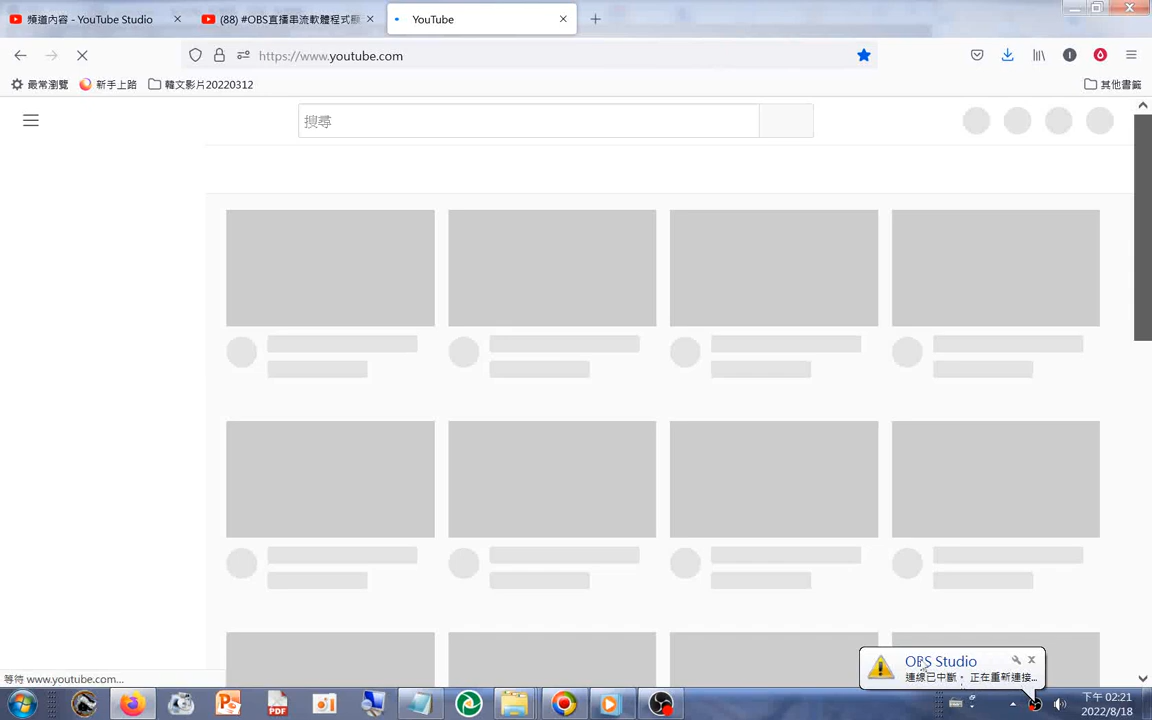 頻道內容 - YouTube Studio
(88) #OBS直播串流軟體程式
YouTube
https://www.youtube.com
最常瀏覽
新手上路
韓文影片20220312
其他書籤
搜尋
OBS Studio
連線已中斷。 正在重新連接...
等待 www.youtube.com…
下午 02:21
2022/8/18